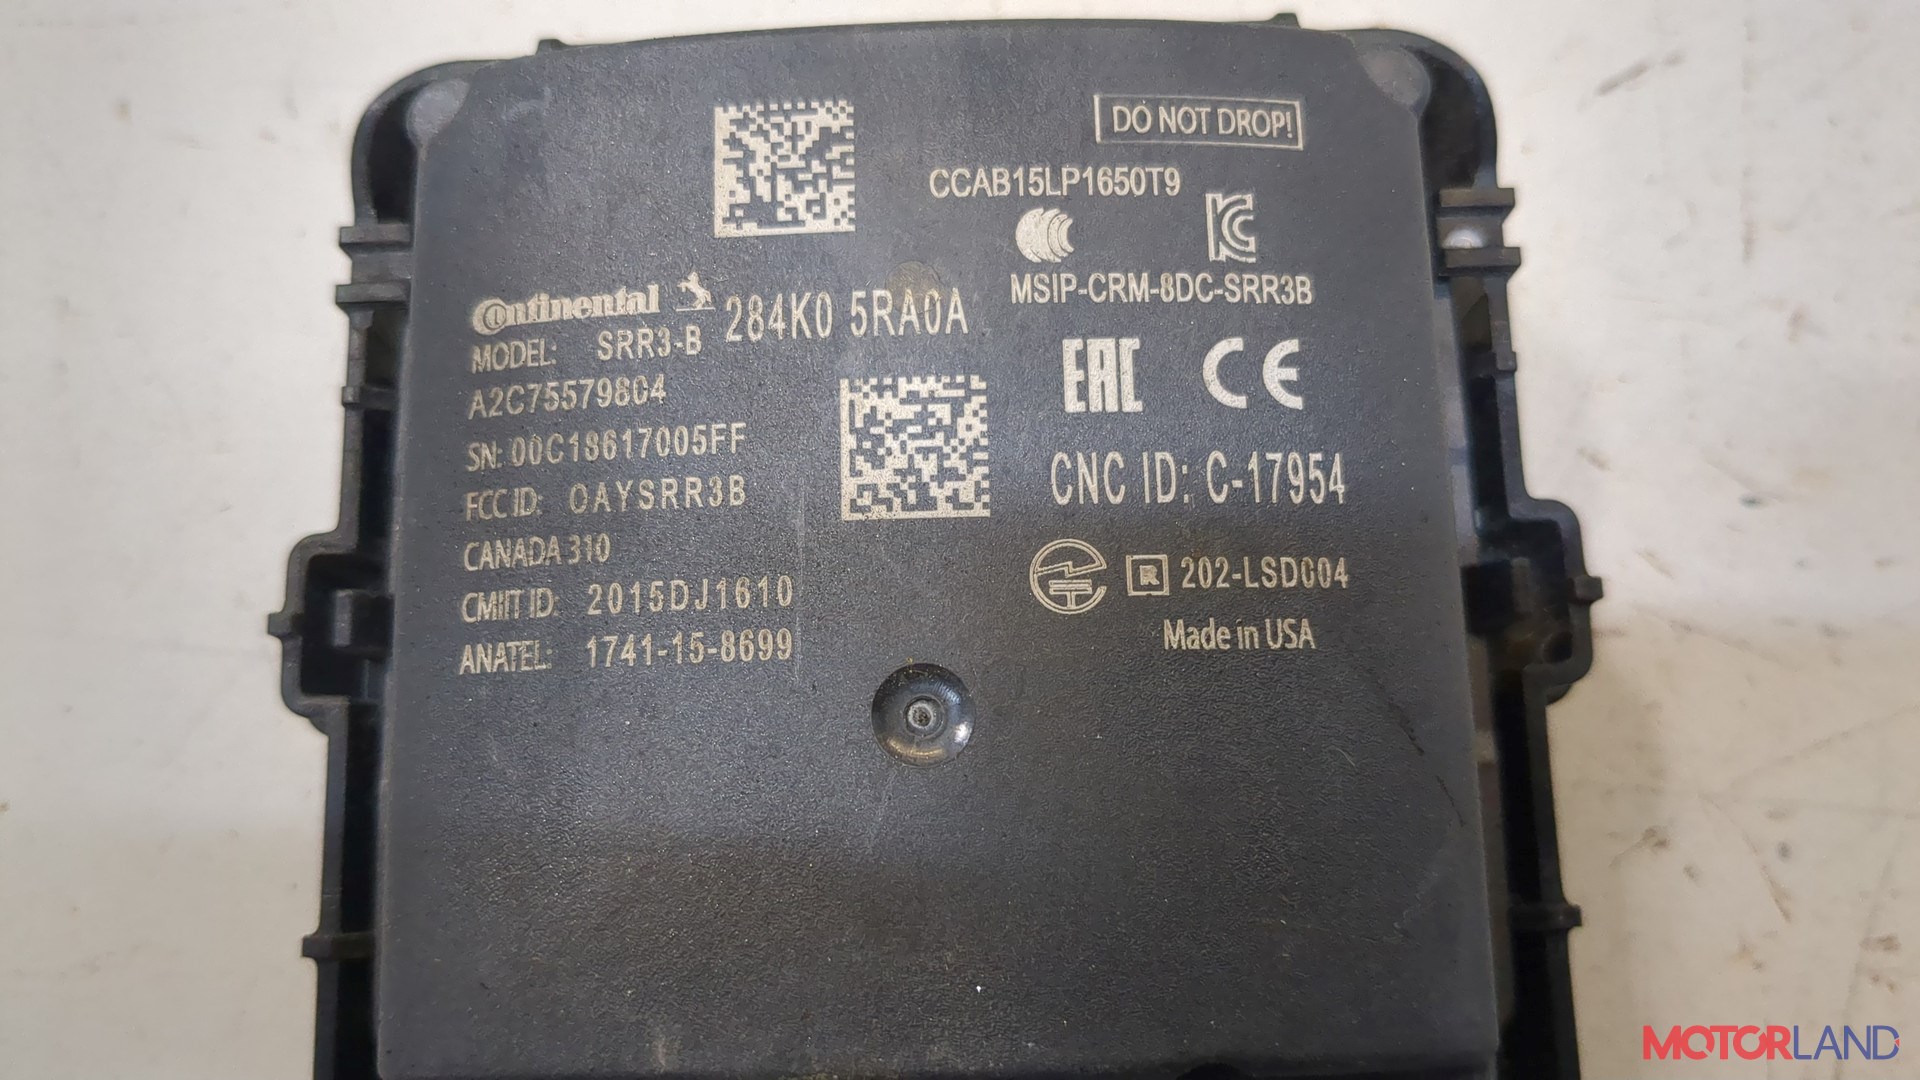 DO NOT DROP!
CCAB15LP1650T9
MSIP-CRM-8DC-SRR3B
Continental
284K0 5RA0A
MODEL: SRR3-B
A2C75579804
SN: 00C18617005FF
FCC ID: OAYSRR3B
CANADA 310
CMIIT ID: 2015DJ1610
ANATEL: 1741-15-8699
EAC CE
CNC ID: C-17954
R 202-LSD004
Made in USA
MOTORLAND